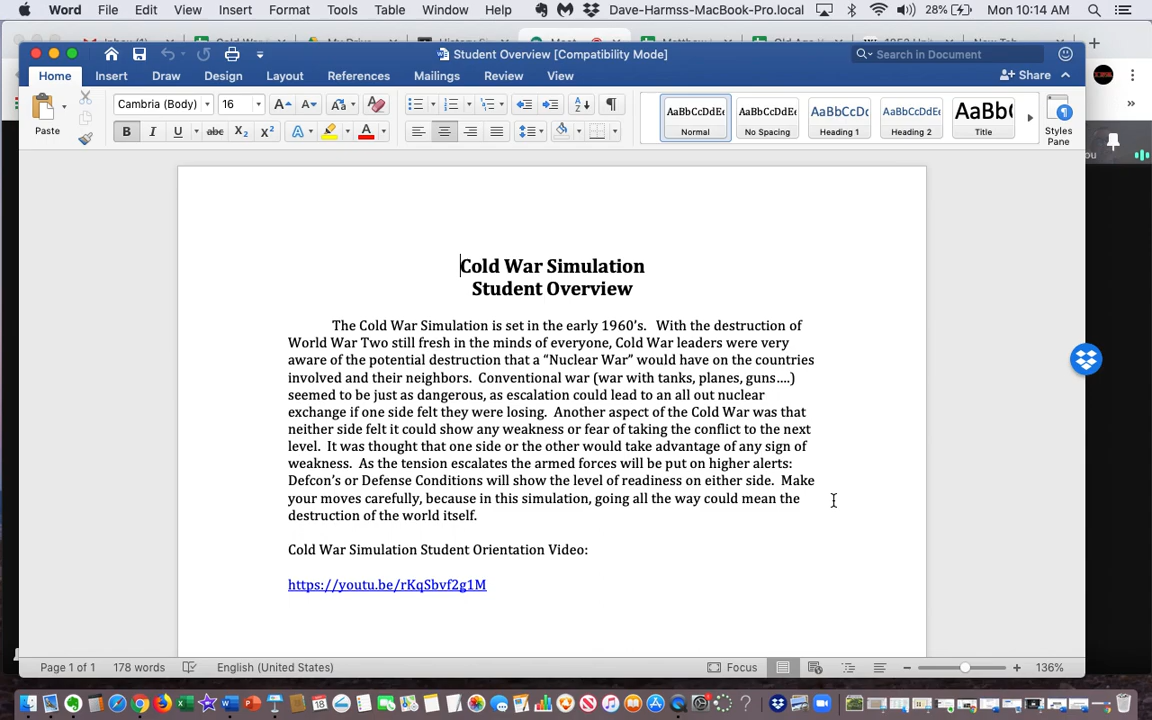 Word File Edit View Insert Format Tools Table Window Help Dave-Harmss-MacBook-Pro.local 28% Mon 10:14 AM
Student Overview [Compatibility Mode] Search in Document
Home Insert Draw Design Layout References Mailings Review View Share
Paste Cambria (Body) 16 AaBbCcDdEe Normal AaBbCcDdEe No Spacing AaBbCcDc Heading 1 AaBbCcDdEe Heading 2 AaBb( Title Styles Pane
Cold War Simulation
Student Overview
The Cold War Simulation is set in the early 1960's. With the destruction of
World War Two still fresh in the minds of everyone, Cold War leaders were very
aware of the potential destruction that a “Nuclear War” would have on the countries
involved and their neighbors. Conventional war (war with tanks, planes, guns….)
seemed to be just as dangerous, as escalation could lead to an all out nuclear
exchange if one side felt they were losing. Another aspect of the Cold War was that
neither side felt it could show any weakness or fear of taking the conflict to the next
level. It was thought that one side or the other would take advantage of any sign of
weakness. As the tension escalates the armed forces will be put on higher alerts:
Defcon's or Defense Conditions will show the level of readiness on either side. Make
your moves carefully, because in this simulation, going all the way could mean the
destruction of the world itself.
Cold War Simulation Student Orientation Video:
https://youtu.be/rKqSbvf2g1M
Page 1 of 1 178 words English (United States) Focus 136%